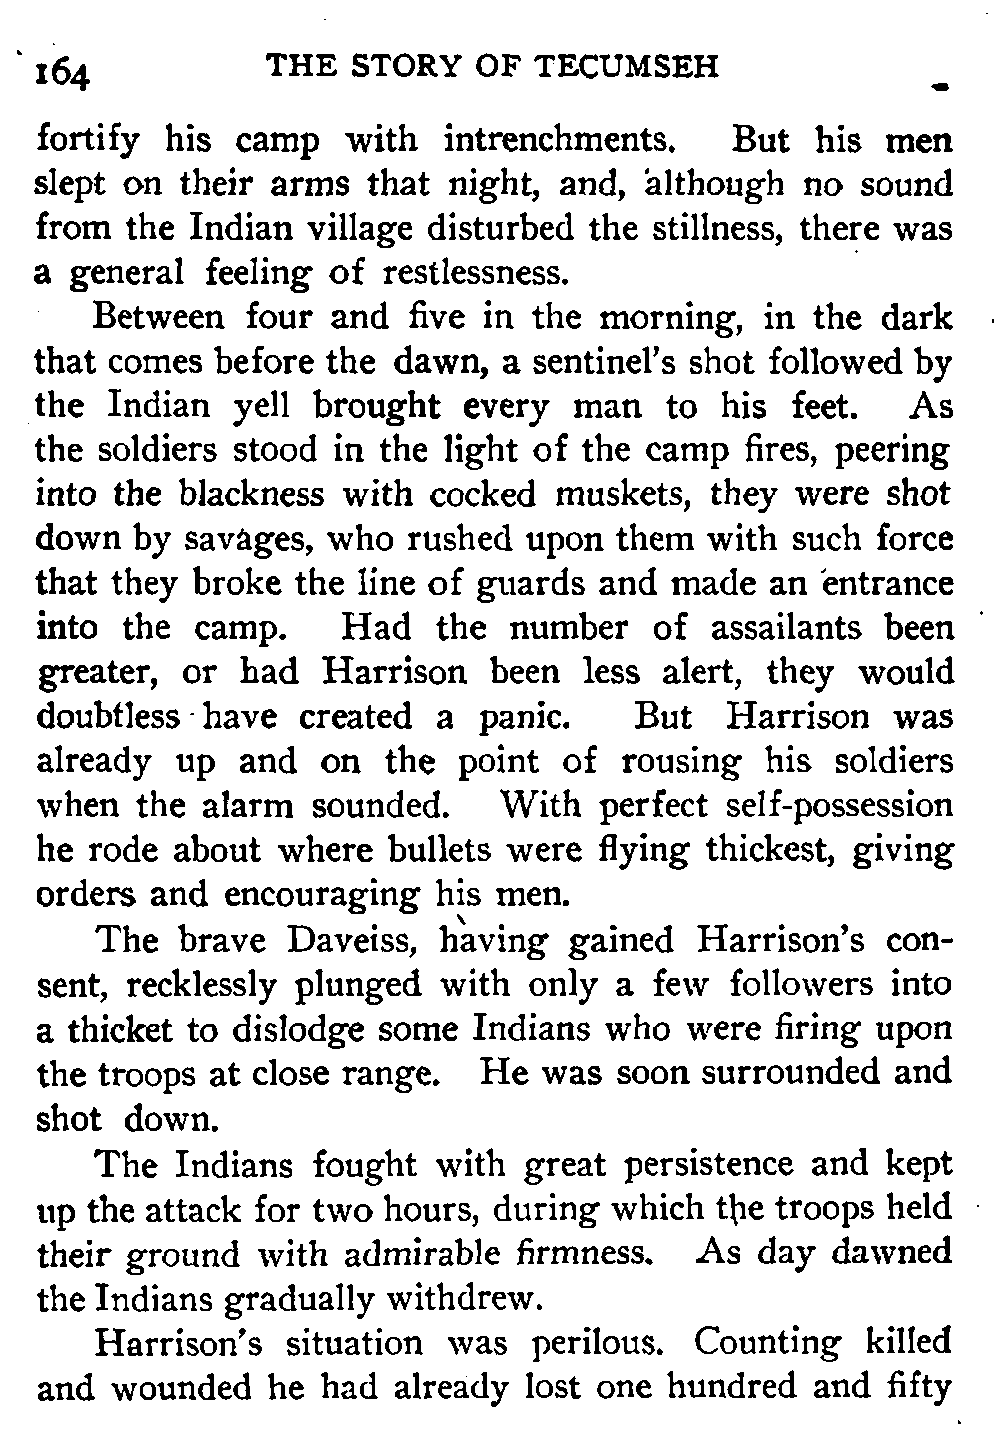 164 THE STORY OF TECUMSEH
fortify his camp with intrenchments. But his men
slept on their arms that night, and, although no sound
from the Indian village disturbed the stillness, there was
a general feeling of restlessness.
Between four and five in the morning, in the dark
that comes before the dawn, a sentinel's shot followed by
the Indian yell brought every man to his feet. As
the soldiers stood in the light of the camp fires, peering
into the blackness with cocked muskets, they were shot
down by savages, who rushed upon them with such force
that they broke the line of guards and made an entrance
into the camp. Had the number of assailants been
greater, or had Harrison been less alert, they would
doubtless have created a panic. But Harrison was
already up and on the point of rousing his soldiers
when the alarm sounded. With perfect self-possession
he rode about where bullets were flying thickest, giving
orders and encouraging his men.
The brave Daveiss, having gained Harrison's con-
sent, recklessly plunged with only a few followers into
a thicket to dislodge some Indians who were firing upon
the troops at close range. He was soon surrounded and
shot down.
The Indians fought with great persistence and kept
up the attack for two hours, during which the troops held
their ground with admirable firmness. As day dawned
the Indians gradually withdrew.
Harrison's situation was perilous. Counting killed
and wounded he had already lost one hundred and fifty